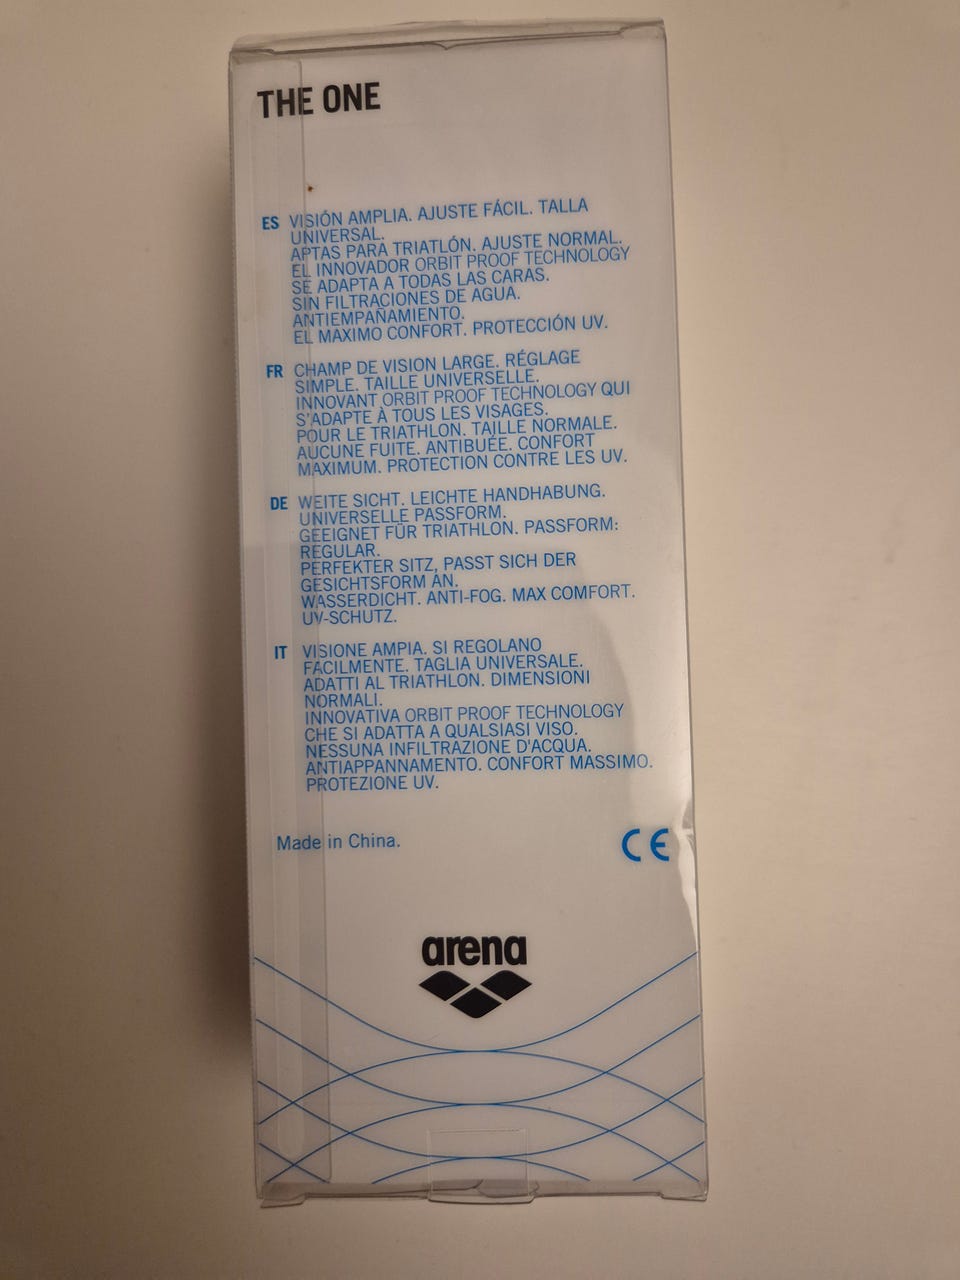 THE ONE
ES VISIÓN AMPLIA. AJUSTE FÁCIL. TALLA
UNIVERSAL.
APTAS PARA TRIATLÓN. AJUSTE NORMAL.
EL INNOVADOR ORBIT PROOF TECHNOLOGY
SE ADAPTA A TODAS LAS CARAS.
SIN FILTRACIONES DE AGUA.
ANTIEMPAÑAMIENTO.
EL MAXIMO CONFORT. PROTECCIÓN UV.
FR CHAMP DE VISION LARGE. RÉGLAGE
SIMPLE. TAILLE UNIVERSELLE.
INNOVANT ORBIT PROOF TECHNOLOGY QUI
S'ADAPTE À TOUS LES VISAGES.
POUR LE TRIATHLON. TAILLE NORMALE.
AUCUNE FUITE. ANTIBUÉE. CONFORT
MAXIMUM. PROTECTION CONTRE LES UV.
DE WEITE SICHT. LEICHTE HANDHABUNG.
UNIVERSELLE PASSFORM.
GEEIGNET FÜR TRIATHLON. PASSFORM:
REGULAR.
PERFEKTER SITZ, PASST SICH DER
GESICHTSFORM AN.
WASSERDICHT. ANTI-FOG. MAX COMFORT.
UV-SCHUTZ.
IT VISIONE AMPIA. SI REGOLANO
FACILMENTE. TAGLIA UNIVERSALE.
ADATTI AL TRIATHLON. DIMENSIONI
NORMALI.
INNOVATIVA ORBIT PROOF TECHNOLOGY
CHE SI ADATTA A QUALSIASI VISO.
NESSUNA INFILTRAZIONE D'ACQUA.
ANTIAPPANNAMENTO. CONFORT MASSIMO.
PROTEZIONE UV.
Made in China. CE
arena